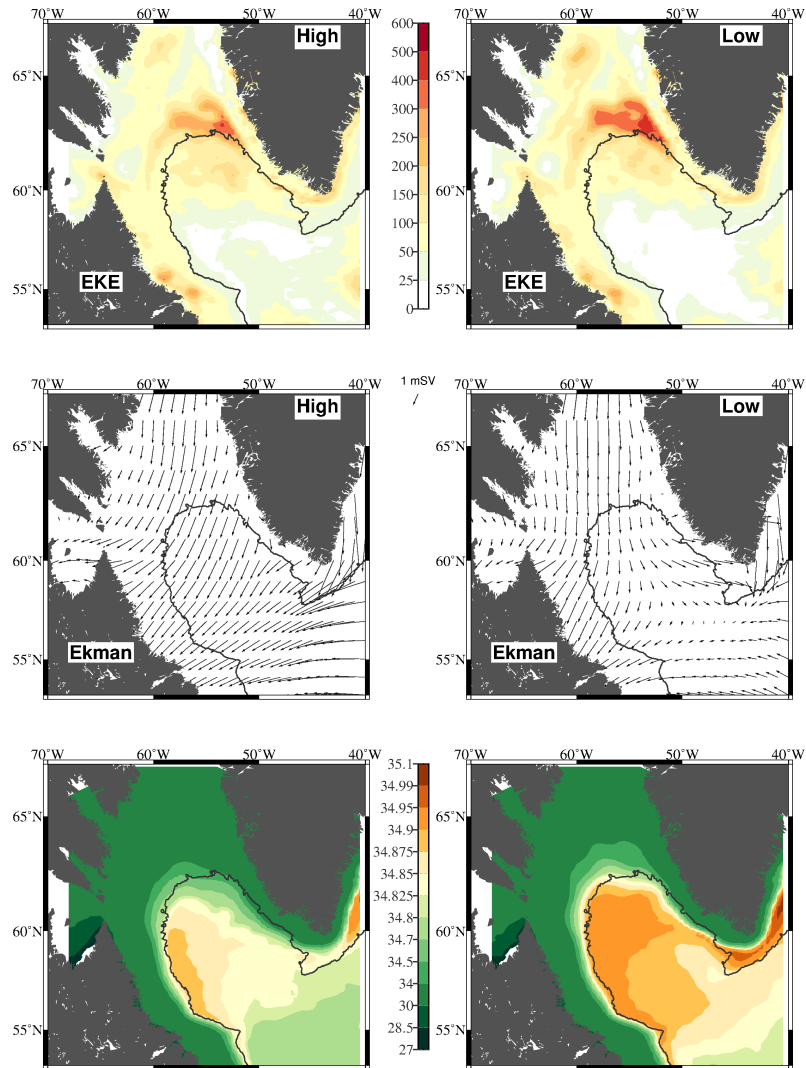 High
Low
65˚N
60˚N
55˚N
EKE
70˚W
60˚W
50˚W
40˚W
600
500
400
300
200
150
100
50
25
0
65˚N
60˚N
55˚N
EKE
70˚W
60˚W
50˚W
40˚W
70˚W
60˚W
50˚W
40˚W
1 mSV
70˚W
60˚W
50˚W
40˚W
High
Low
65˚N
60˚N
55˚N
Ekman
65˚N
60˚N
55˚N
Ekman
70˚W
60˚W
50˚W
40˚W
70˚W
60˚W
50˚W
40˚W
65˚N
60˚N
55˚N
35.1
34.99
34.95
34.9
34.875
34.85
34.825
34.8
34.7
34.5
34
30
28.5
27
65˚N
60˚N
55˚N